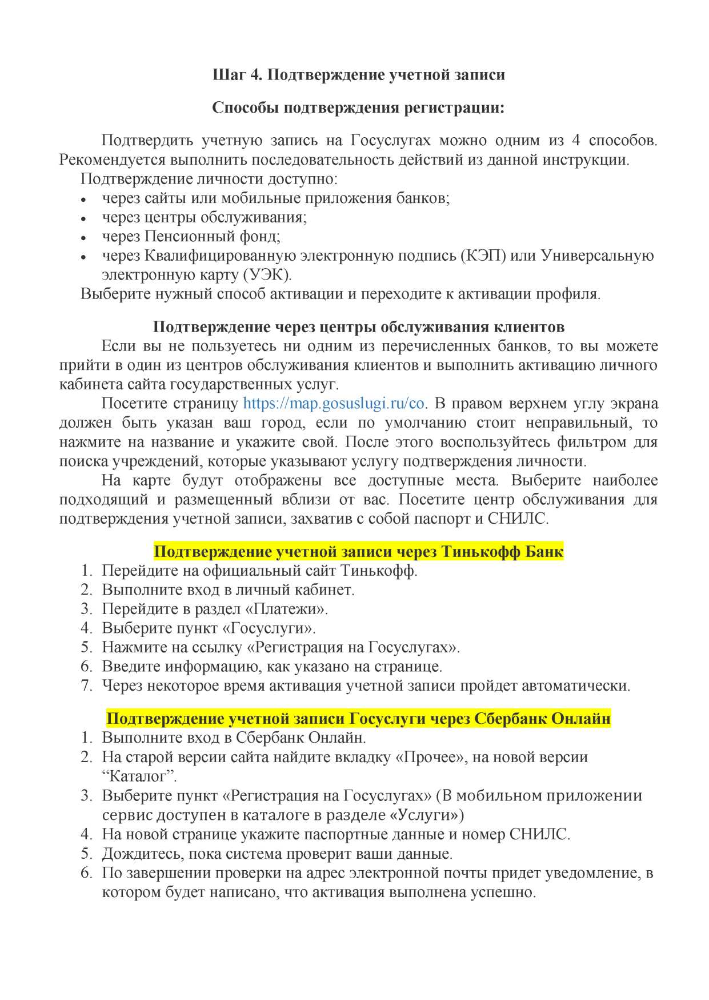 Шаг 4. Подтверждение учетной записи
Способы подтверждения регистрации:
Подтвердить учетную запись на Госуслугах можно одним из 4 способов.
Рекомендуется выполнить последовательность действий из данной инструкции.
Подтверждение личности доступно:
• через сайты или мобильные приложения банков;
• через центры обслуживания;
• через Пенсионный фонд;
• через Квалифицированную электронную подпись (КЭП) или Универсальную
электронную карту (УЭК).
Выберите нужный способ активации и переходите к активации профиля.
Подтверждение через центры обслуживания клиентов
Если вы не пользуетесь ни одним из перечисленных банков, то вы можете
прийти в один из центров обслуживания клиентов и выполнить активацию личного
кабинета сайта государственных услуг.
Посетите страницу https://map.gosuslugi.ru/co. В правом верхнем углу экрана
должен быть указан ваш город, если по умолчанию стоит неправильный, то
нажмите на название и укажите свой. После этого воспользуйтесь фильтром для
поиска учреждений, которые указывают услугу подтверждения личности.
На карте будут отображены все доступные места. Выберите наиболее
подходящий и размещенный вблизи от вас. Посетите центр обслуживания для
подтверждения учетной записи, захватив с собой паспорт и СНИЛС.
Подтверждение учетной записи через Тинькофф Банк
1. Перейдите на официальный сайт Тинькофф.
2. Выполните вход в личный кабинет.
3. Перейдите в раздел «Платежи».
4. Выберите пункт «Госуслуги».
5. Нажмите на ссылку «Регистрация на Госуслугах».
6. Введите информацию, как указано на странице.
7. Через некоторое время активация учетной записи пройдет автоматически.
Подтверждение учетной записи Госуслуги через Сбербанк Онлайн
1. Выполните вход в Сбербанк Онлайн.
2. На старой версии сайта найдите вкладку «Прочее», на новой версии
“Каталог”.
3. Выберите пункт «Регистрация на Госуслугах» (В мобильном приложении
сервис доступен в каталоге в разделе «Услуги»)
4. На новой странице укажите паспортные данные и номер СНИЛС.
5. Дождитесь, пока система проверит ваши данные.
6. По завершении проверки на адрес электронной почты придет уведомление, в
котором будет написано, что активация выполнена успешно.